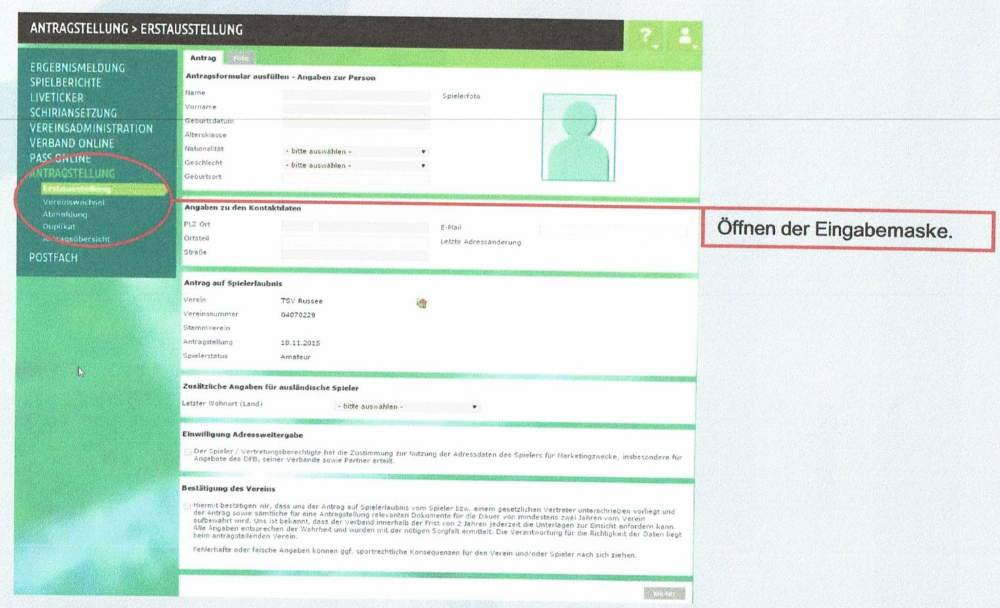 ANTRAGSTELLUNG > ERSTAUSSTELLUNG
?
ERGEBNISMELDUNG
SPIELBERICHTE
LIVETICKER
SCHIRIANSETZUNG
VEREINSADMINISTRATION
VERBAND ONLINE
PASS ONLINE
ANTRAGSTELLUNG
Erstausstellung
Vereinswechsel
Abmeldung
Duplikat
Antragsübersicht
POSTFACH
Antrag Foto
Antragsformular ausfüllen - Angaben zur Person
Name
Spielerfoto
Vorname
Geburtsdatum
Altersklasse
Nationalität - bitte auswählen -
Geschlecht - bitte auswählen -
Geburtsort
Angaben zu den Kontaktdaten
PLZ Ort
E-Mail
Ortsteil
Letzte Adressänderung
Straße
Öffnen der Eingabemaske.
Antrag auf Spielerlaubnis
Verein TSV Russee
Vereinsnummer 04070229
Stammverein
Antragstellung 18.11.2015
Spielerstatus Amateur
Zusätzliche Angaben für ausländische Spieler
Letzter Wohnort (Land) - bitte auswählen -
Einwilligung Adressweitergabe
Der Spieler / Vertretungsberechtigte hat die Zustimmung zur Nutzung der Adressdaten des Spielers für Marketingzwecke, insbesondere für
Angebote des DFB, seiner Verbände sowie Partner erteilt.
Bestätigung des Vereins
Hiermit bestätigen wir, dass uns der Antrag auf Spielerlaubnis vom Spieler bzw. einem gesetzlichen Vertreter unterschrieben vorliegt und
der Antrag sowie sämtliche für eine Antragstellung relevanten Dokumente für die Dauer von mindestens zwei Jahren vom Verein
aufbewahrt wird. Uns ist bekannt, dass der Verband innerhalb der Frist von 2 Jahren jederzeit die Unterlagen zur Einsicht anfordern kann.
Alle Angaben entsprechen der Wahrheit und wurden mit der nötigen Sorgfalt ermittelt. Die Verantwortung für die Richtigkeit der Daten liegt
beim antragstellenden Verein.
Fehlerhafte oder falsche Angaben können ggf. sportrechtliche Konsequenzen für den Verein und/oder Spieler nach sich ziehen.
Weiter